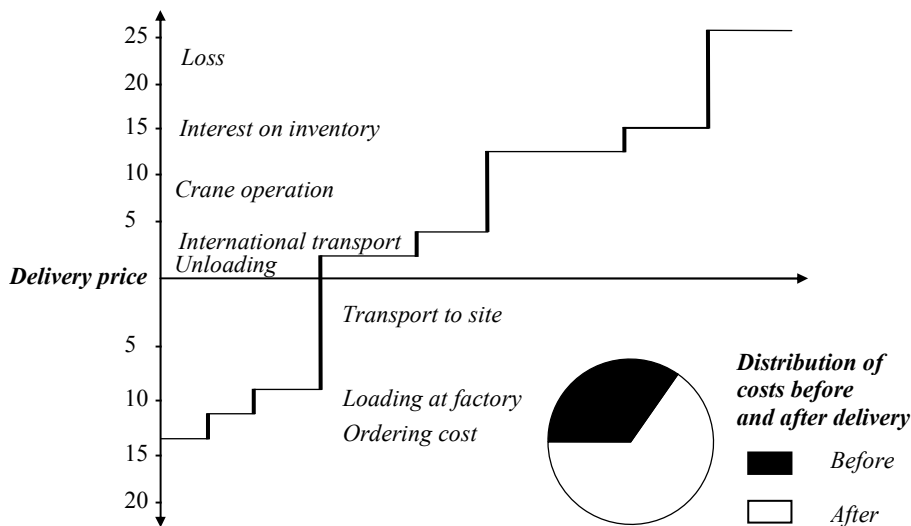 25
Loss
20
15
Interest on inventory
10
Crane operation
5
International transport
Unloading
Delivery price
Transport to site
5
10
Loading at factory
Ordering cost
15
20
Distribution of
costs before
and after delivery
Before
After